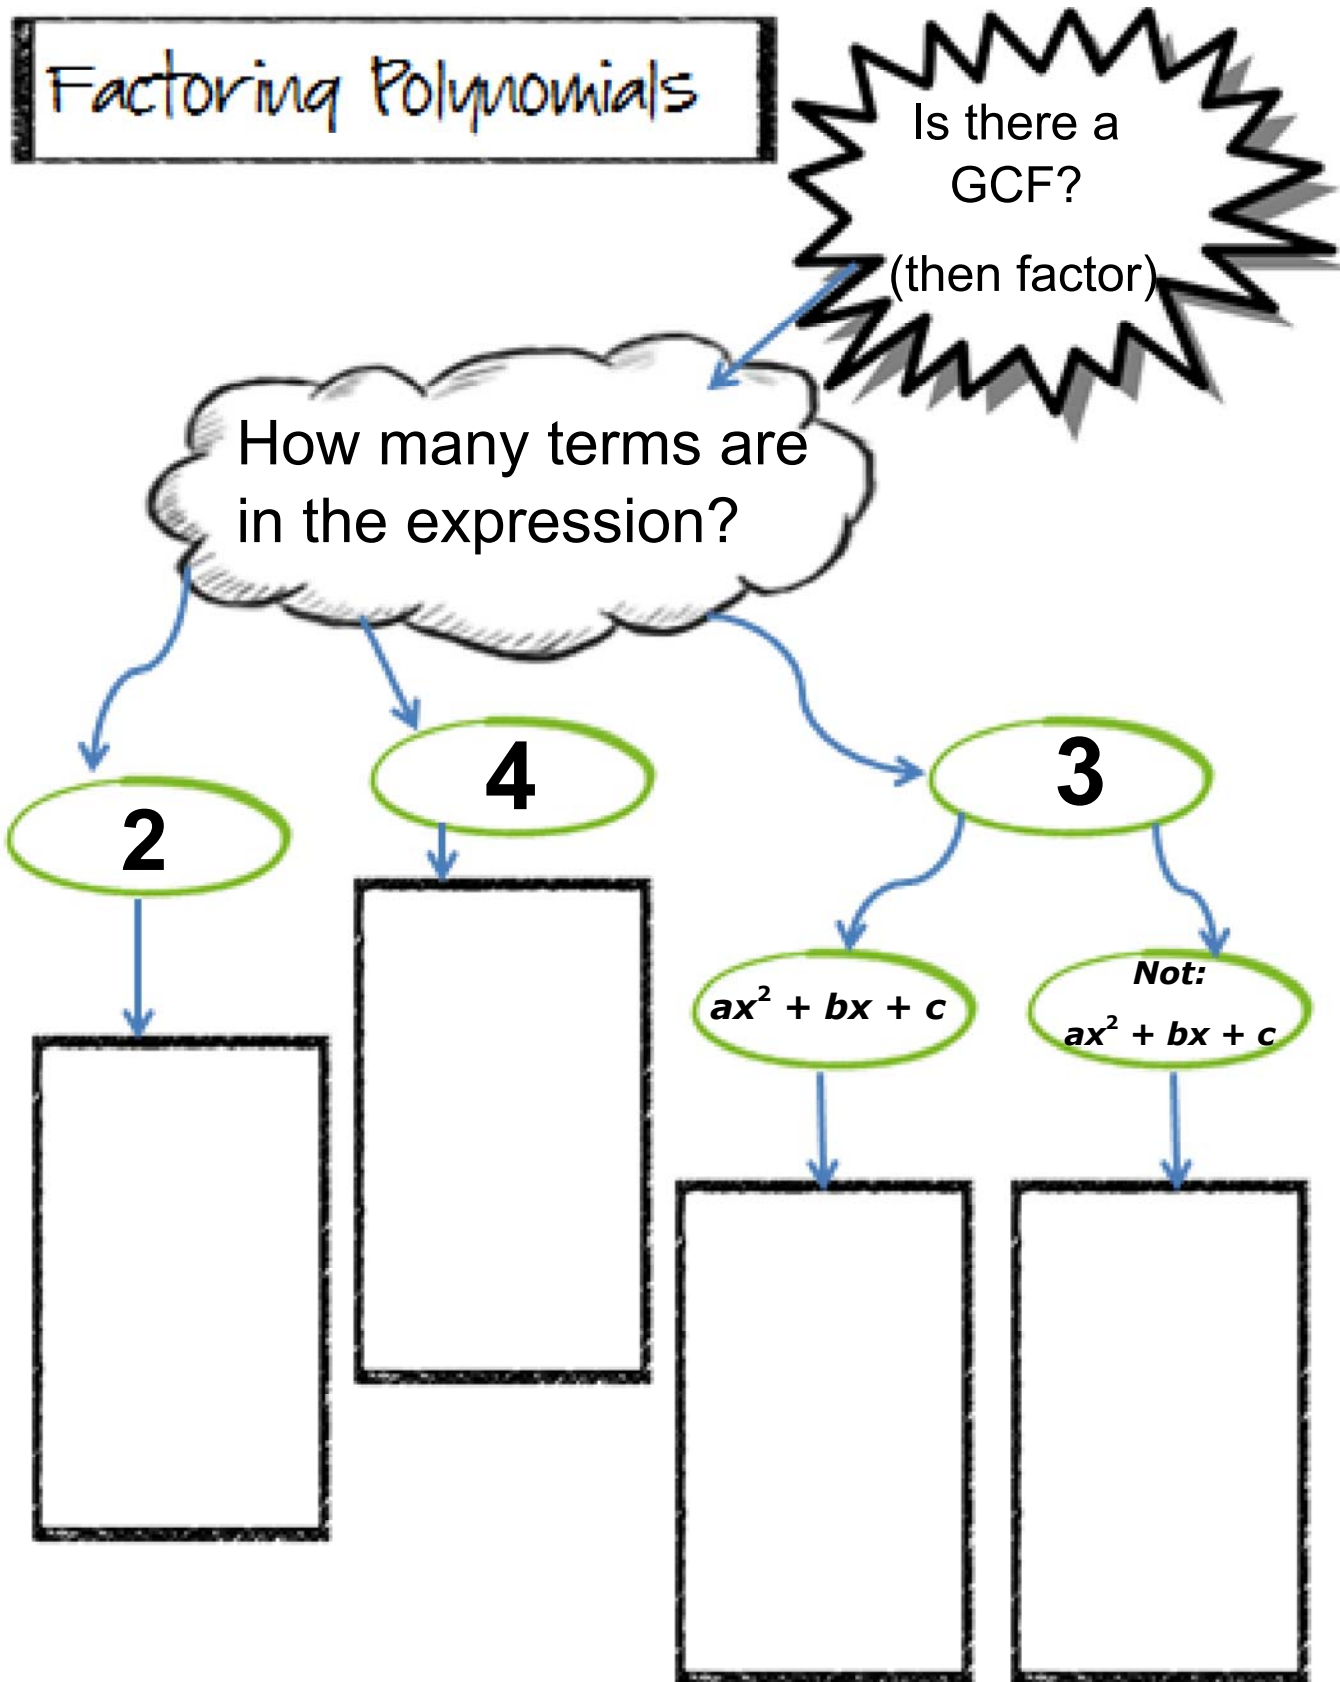 Factoring Polynomials
Is there a
GCF?
(then factor)
How many terms are
in the expression?
2
4
3
ax² + bx + c
Not:
ax² + bx + c